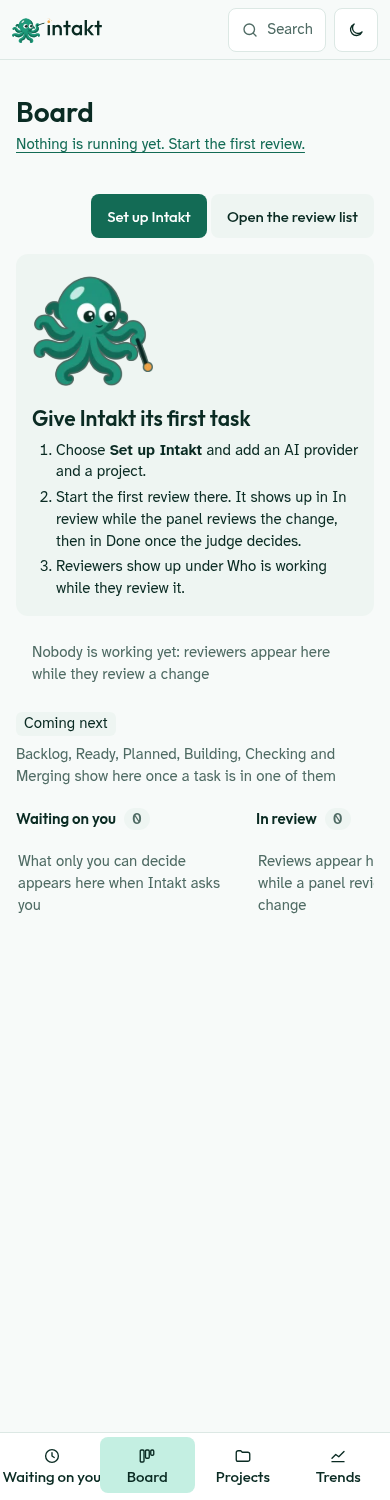 intakt
Search
Board
Nothing is running yet. Start the first review.
Set up Intakt
Open the review list
Give Intakt its first task
1. Choose Set up Intakt and add an AI provider
and a project.
2. Start the first review there. It shows up in In
review while the panel reviews the change,
then in Done once the judge decides.
3. Reviewers show up under Who is working
while they review it.
Nobody is working yet: reviewers appear here
while they review a change
Coming next
Backlog, Ready, Planned, Building, Checking and
Merging show here once a task is in one of them
Waiting on you 0
What only you can decide
appears here when Intakt asks
you
In review 0
Reviews appear h
while a panel revi
change
Waiting on you
Board
Projects
Trends